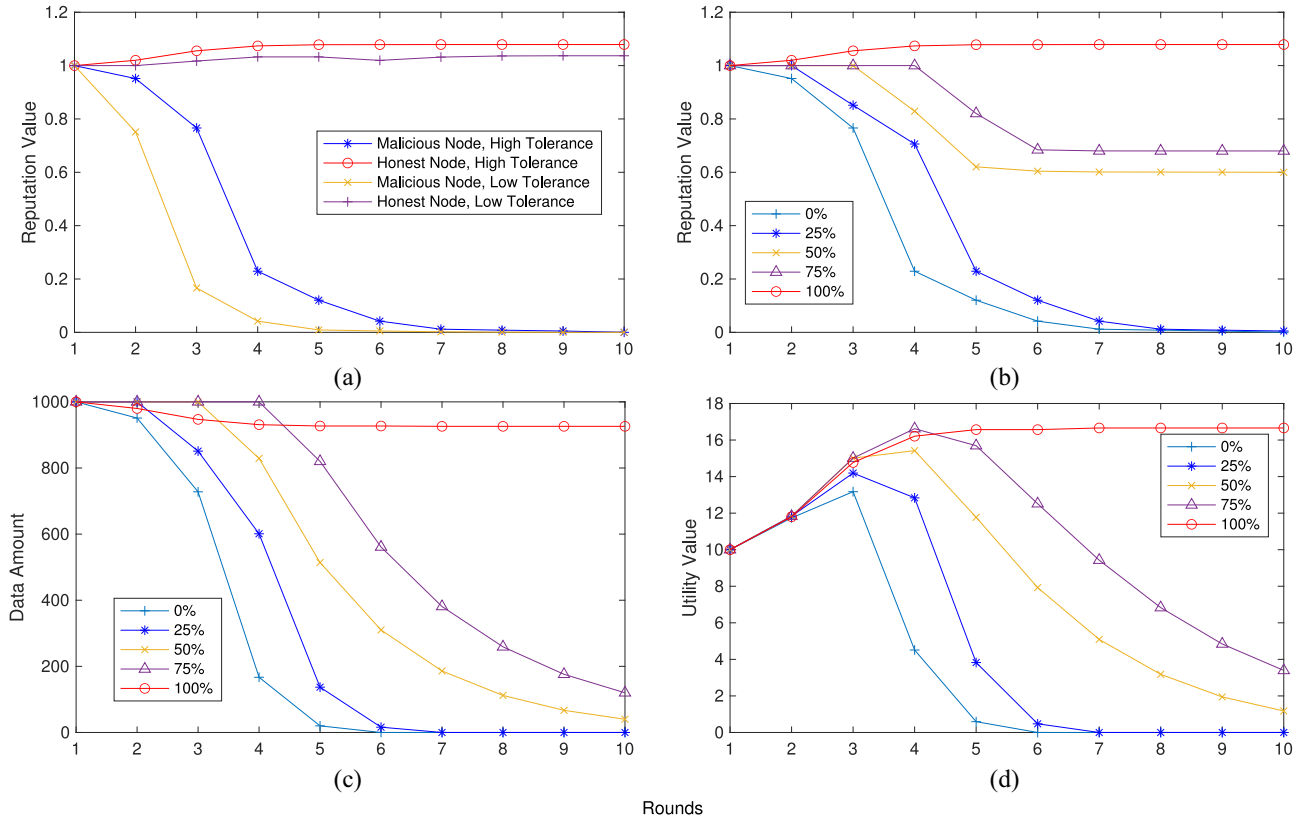 1.2
1
0.8
0.6
0.4
0.2
0
Reputation Value
Malicious Node, High Tolerance
Honest Node, High Tolerance
Malicious Node, Low Tolerance
Honest Node, Low Tolerance
1 2 3 4 5 6 7 8 9 10
(a)
1.2
1
0.8
0.6
0.4
0.2
0
Reputation Value
0%
25%
50%
75%
100%
1 2 3 4 5 6 7 8 9 10
(b)
1000
800
600
400
200
0
Data Amount
0%
25%
50%
75%
100%
1 2 3 4 5 6 7 8 9 10
(c)
18
16
14
12
10
8
6
4
2
0
Utility Value
0%
25%
50%
75%
100%
1 2 3 4 5 6 7 8 9 10
(d)
Rounds